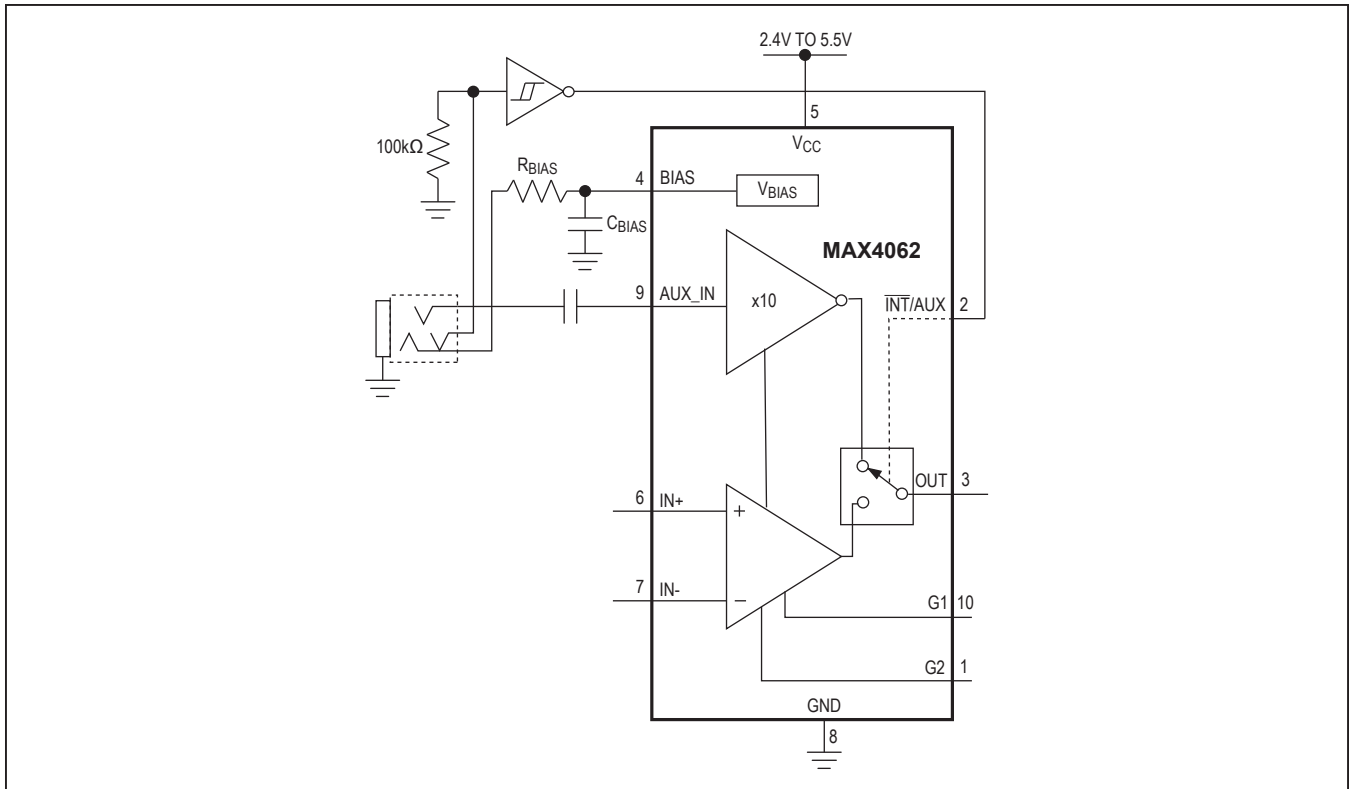 2.4V TO 5.5V
5
VCC
100kΩ
RBIAS
4
BIAS
VBIAS
CBIAS
MAX4062
9
AUX_IN
x10
INT/AUX
2
OUT
3
6
IN+
+
7
IN-
−
G1
10
G2
1
GND
8